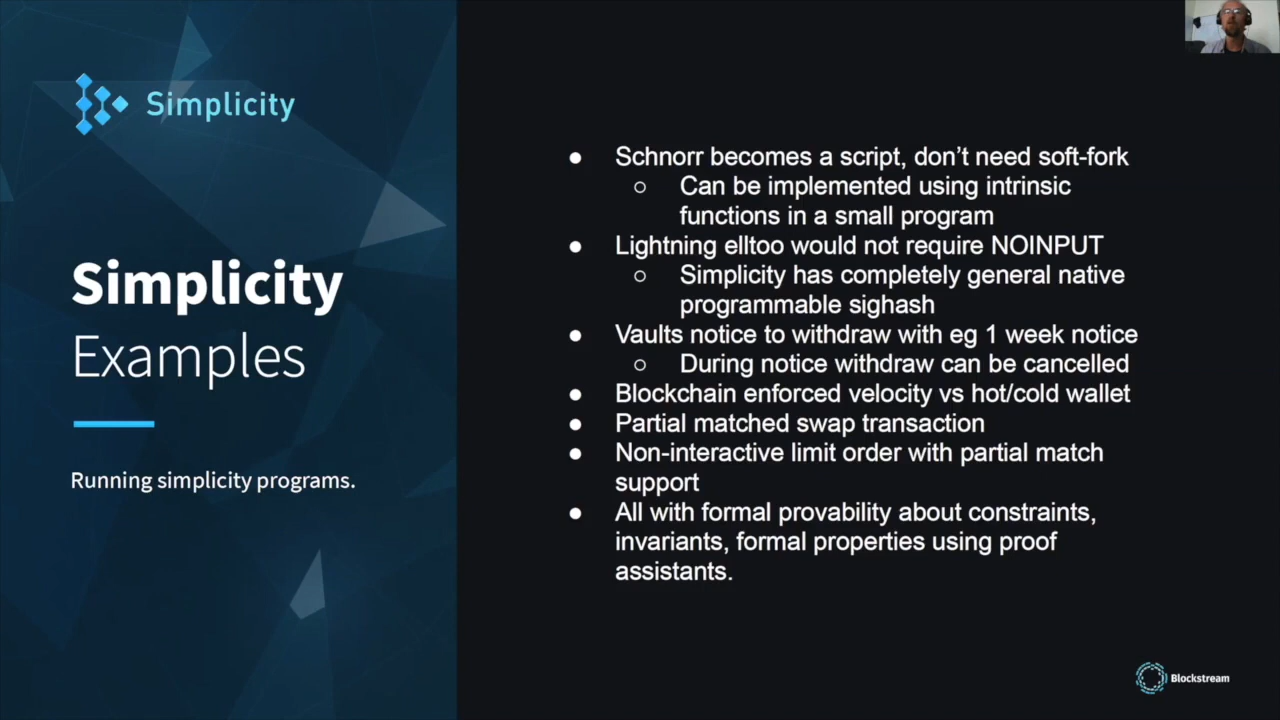 Simplicity
Simplicity
Examples
Running simplicity programs.
● Schnorr becomes a script, don’t need soft-fork
○ Can be implemented using intrinsic
functions in a small program
● Lightning elltoo would not require NOINPUT
○ Simplicity has completely general native
programmable sighash
● Vaults notice to withdraw with eg 1 week notice
○ During notice withdraw can be cancelled
● Blockchain enforced velocity vs hot/cold wallet
● Partial matched swap transaction
● Non-interactive limit order with partial match
support
● All with formal provability about constraints,
invariants, formal properties using proof
assistants.
Blockstream